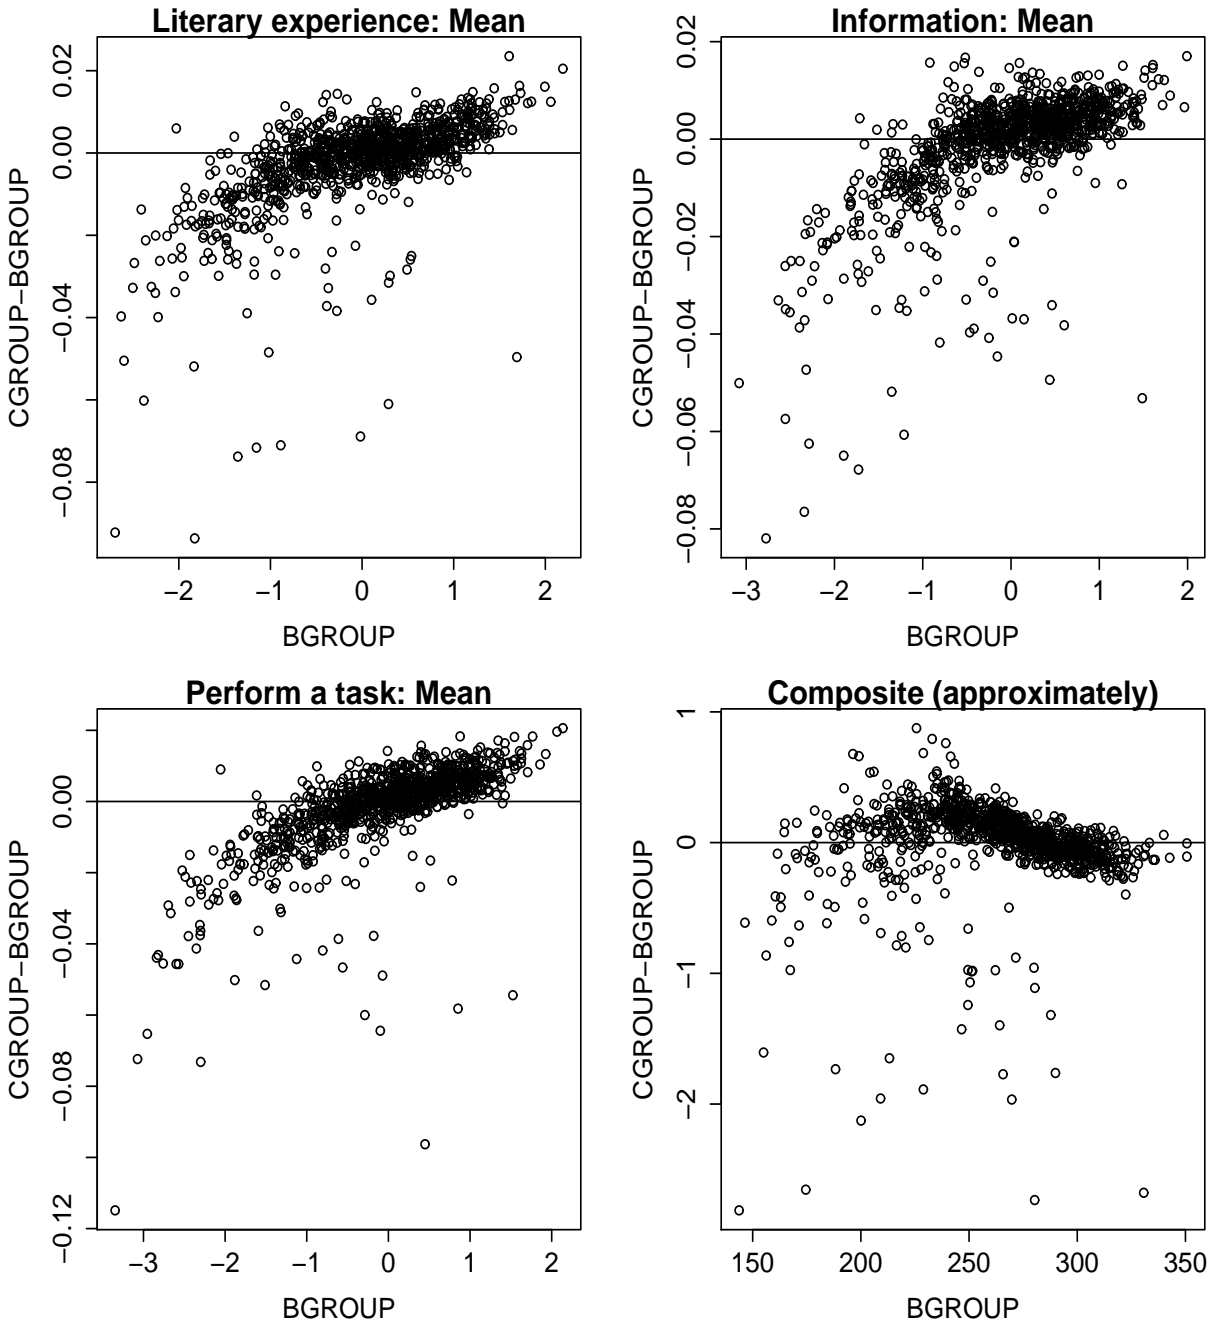 Literary experience: Mean
0.02
0.00
−0.04
−0.08
CGROUP−BGROUP
−2 −1 0 1 2
BGROUP
Information: Mean
0.02
0.00
−0.02
−0.04
−0.06
−0.08
CGROUP−BGROUP
−3 −2 −1 0 1 2
BGROUP
Perform a task: Mean
0.00
−0.04
−0.08
−0.12
CGROUP−BGROUP
−3 −2 −1 0 1 2
BGROUP
Composite (approximately)
1
0
−1
−2
CGROUP−BGROUP
150 200 250 300 350
BGROUP